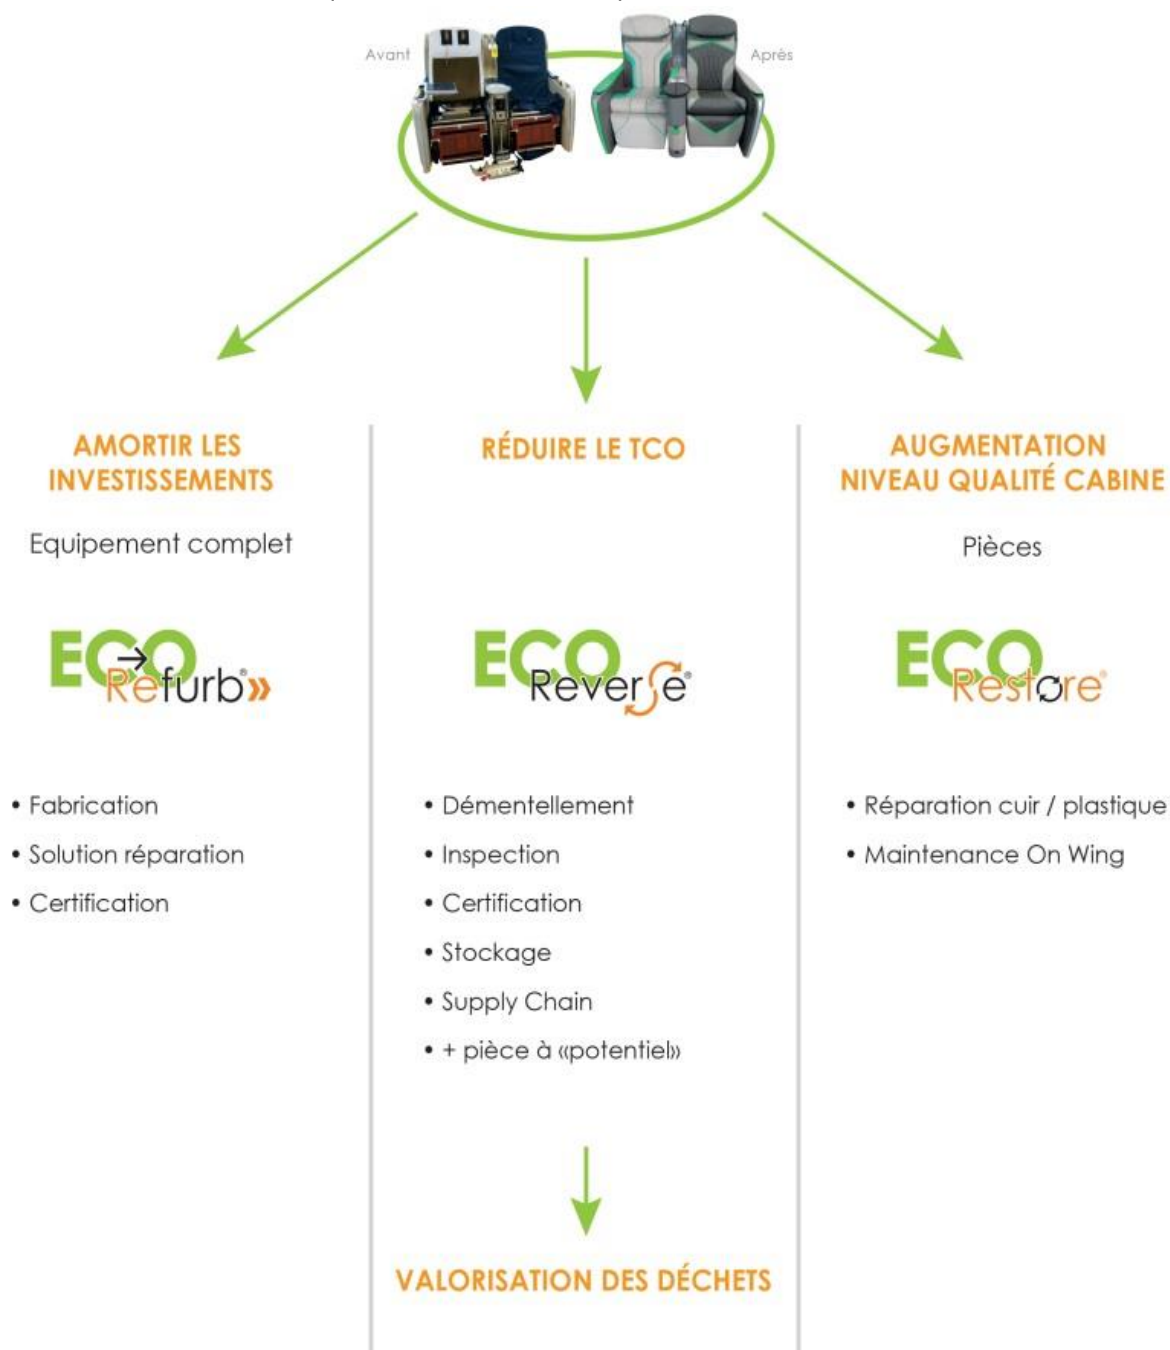 Avant
Après
AMORTIR LES
INVESTISSEMENTS
Equipement complet
ECO
Refurb®»
• Fabrication
• Solution réparation
• Certification
RÉDUIRE LE TCO
ECO
Reverse®
• Démentellement
• Inspection
• Certification
• Stockage
• Supply Chain
• + pièce à «potentiel»
VALORISATION DES DÉCHETS
AUGMENTATION
NIVEAU QUALITÉ CABINE
Pièces
ECO
Restore®
• Réparation cuir / plastique
• Maintenance On Wing